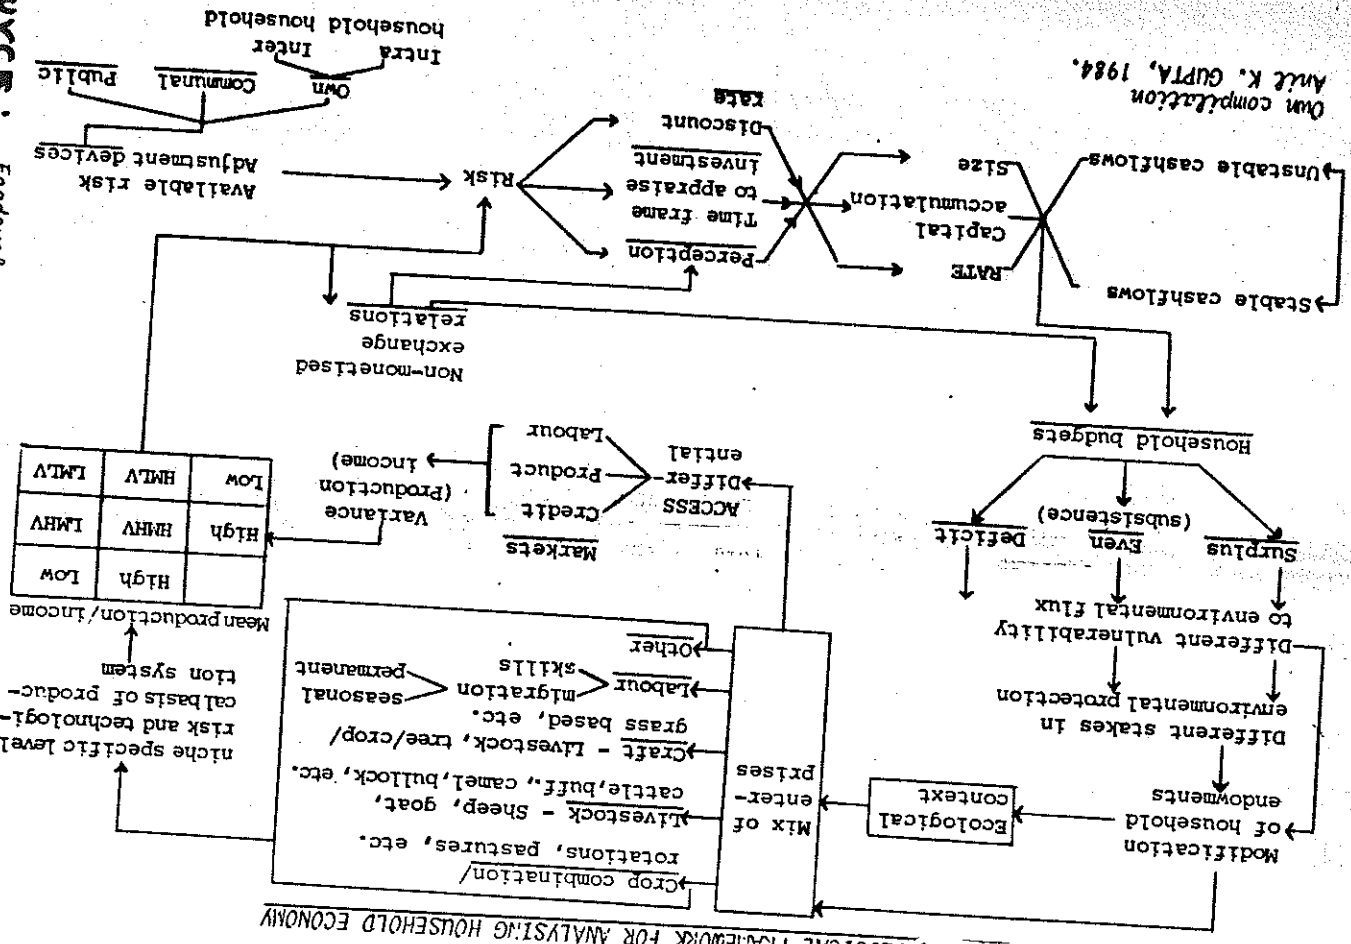 FRAMEWORK FOR ANALYSING HOUSEHOLD ECONOMY
Modification
of household
endowments
Ecological
context
Mix of
enter-
prises
Crop combination/
rotations, pastures, etc.
Livestock - Sheep, goat,
cattle, buff., camel, bullock, etc.
Craft - Livestock, tree/crop/
grass based, etc.
Labour
migration
skills
seasonal
permanent
Other
niche specific level
risk and technologi-
cal basis of produc-
tion system
Different stakes in
environmental protection
Different vulnerability
to environmental flux
Surplus
Even
(subsistence)
Deficit
Household budgets
ACCESS
Differ-
ential
Markets
Credit
Product
Labour
Variance
(Production
income)
Mean production/income
High Low
High HMHV LMHV
Low HMLV LMLV
Non-monetised
exchange
relations
Stable cashflows
Unstable cashflows
RATE
Capital
accumulation
Size
Perception
Time frame
to appraise
investment
Discount
rate
Risk
Available risk
Adjustment devices
Own
Communal
Public
Intra
household
Inter
household
Own compilation
Anil K. GUPTA, 1984.